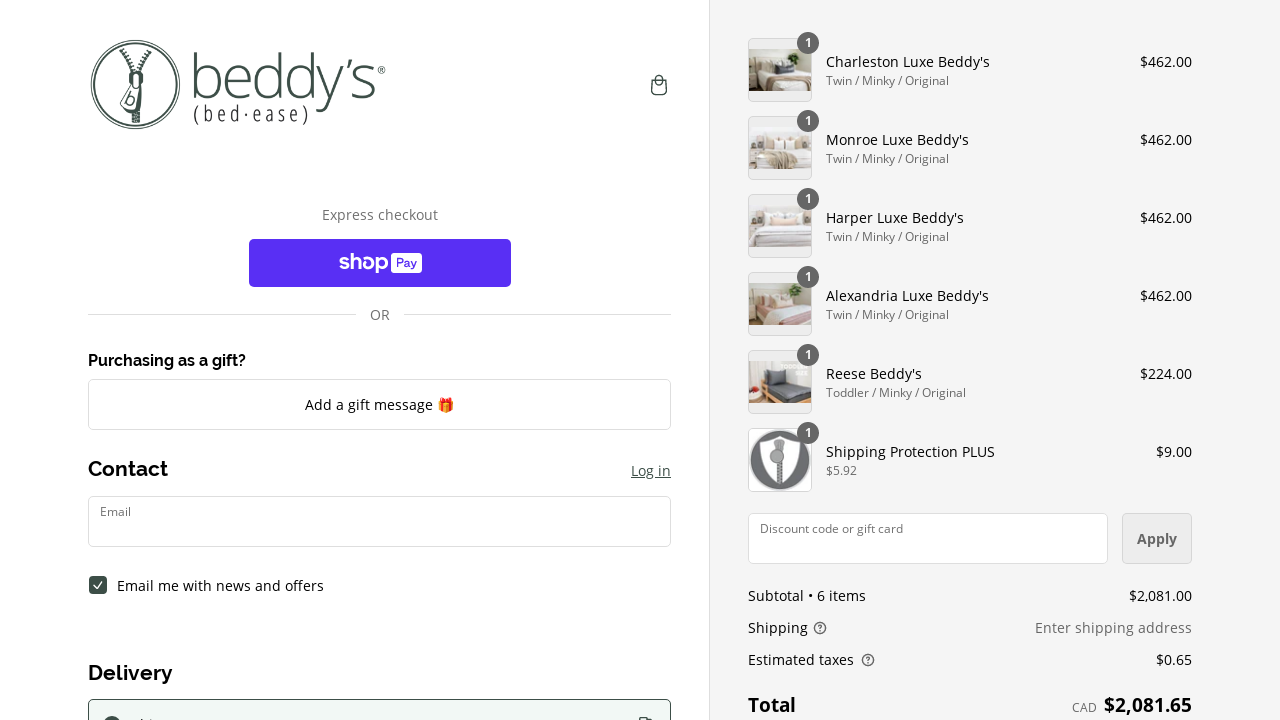 beddy's®
(bed·ease)
Express checkout
shop Pay
OR
Purchasing as a gift?
Add a gift message 🎁
Contact
Log in
Email
Email me with news and offers
Delivery
1
Charleston Luxe Beddy's
$462.00
Twin / Minky / Original
1
Monroe Luxe Beddy's
$462.00
Twin / Minky / Original
1
Harper Luxe Beddy's
$462.00
Twin / Minky / Original
1
Alexandria Luxe Beddy's
$462.00
Twin / Minky / Original
1
Reese Beddy's
$224.00
Toddler / Minky / Original
1
Shipping Protection PLUS
$9.00
$5.92
Discount code or gift card
Apply
Subtotal • 6 items
$2,081.00
Shipping
Enter shipping address
Estimated taxes
$0.65
Total
CAD $2,081.65